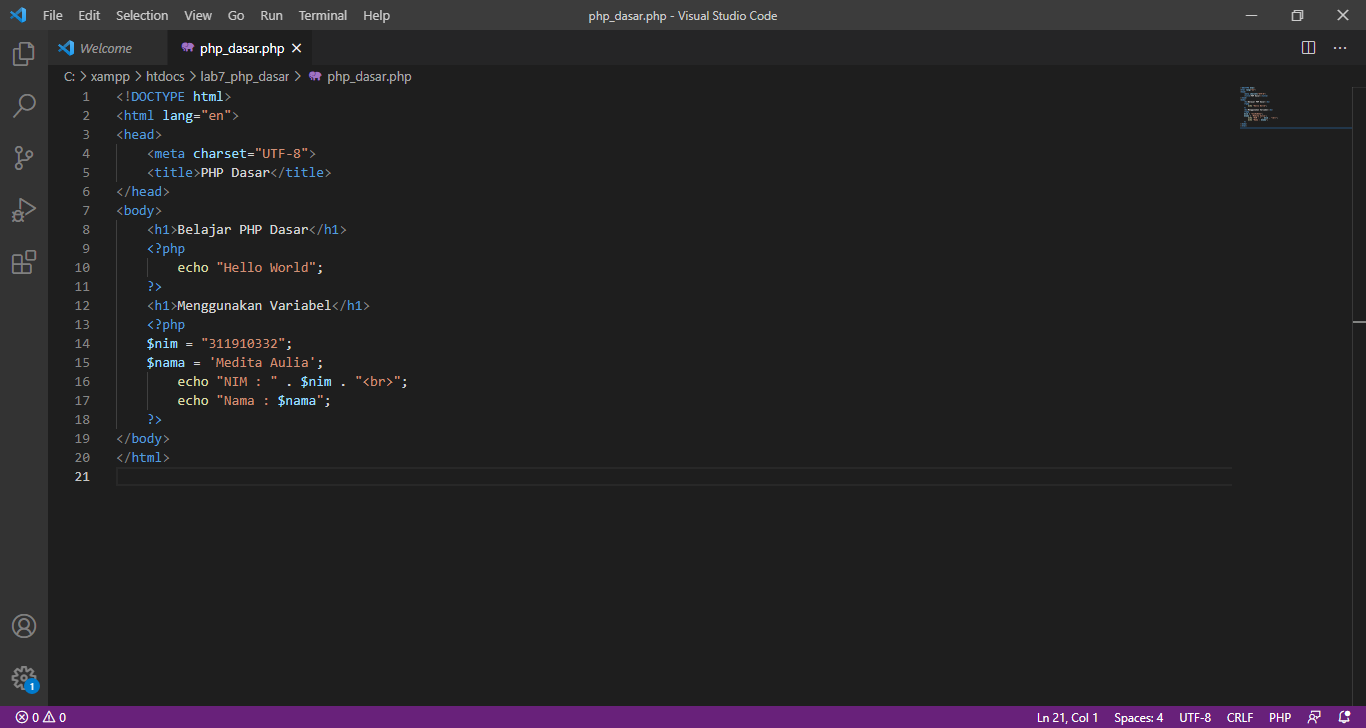 File Edit Selection View Go Run Terminal Help php_dasar.php - Visual Studio Code
Welcome php_dasar.php
C: > xampp > htdocs > lab7_php_dasar > php_dasar.php
1 <!DOCTYPE html>
2 <html lang="en">
3 <head>
4     <meta charset="UTF-8">
5     <title>PHP Dasar</title>
6 </head>
7 <body>
8     <h1>Belajar PHP Dasar</h1>
9     <?php
10         echo "Hello World";
11     ?>
12     <h1>Menggunakan Variabel</h1>
13     <?php
14     $nim = "311910332";
15     $nama = 'Medita Aulia';
16         echo "NIM : " . $nim . "<br>";
17         echo "Nama : $nama";
18     ?>
19 </body>
20 </html>
21
1
0 0 Ln 21, Col 1 Spaces: 4 UTF-8 CRLF PHP